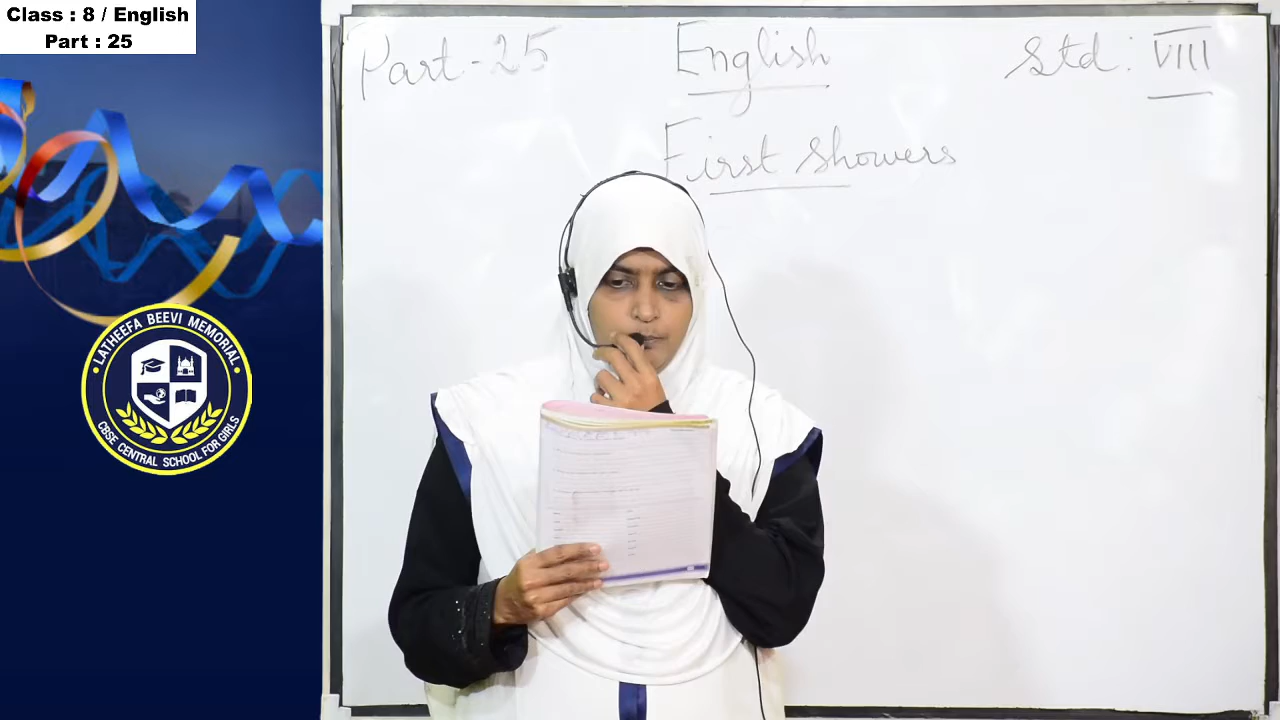 Class : 8 / English
Part : 25
Part - 25
English
Std : VIII
First Showers
LATHEEFA BEEVI MEMORIAL
CBSE CENTRAL SCHOOL FOR GIRLS